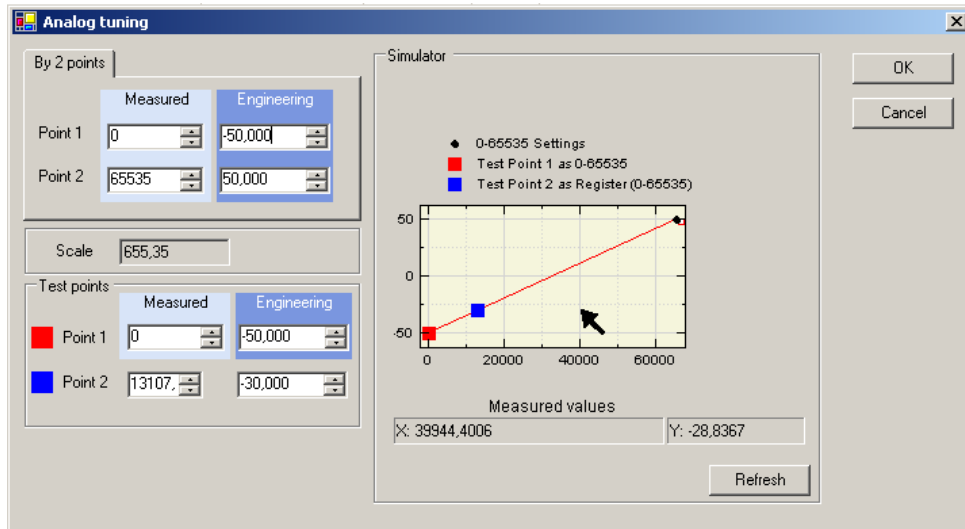 Analog tuning
By 2 points
Measured Engineering
Point 1 0 -50,000
Point 2 65535 50,000
Scale 655,35
Test points
Measured Engineering
Point 1 0 -50,000
Point 2 13107, -30,000
Simulator
0-65535 Settings
Test Point 1 as 0-65535
Test Point 2 as Register (0-65535)
50
0
-50
0 20000 40000 60000
Measured values
X: 39944,4006 Y: -28,8367
Refresh
OK
Cancel